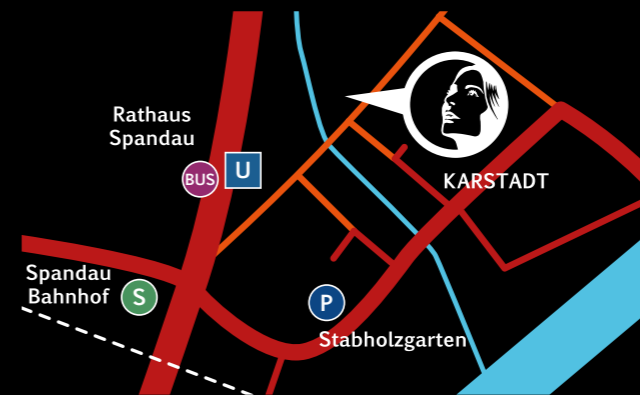 Rathaus
Spandau
BUS
U
KARSTADT
Spandau
Bahnhof
S
P
Stabholzgarten